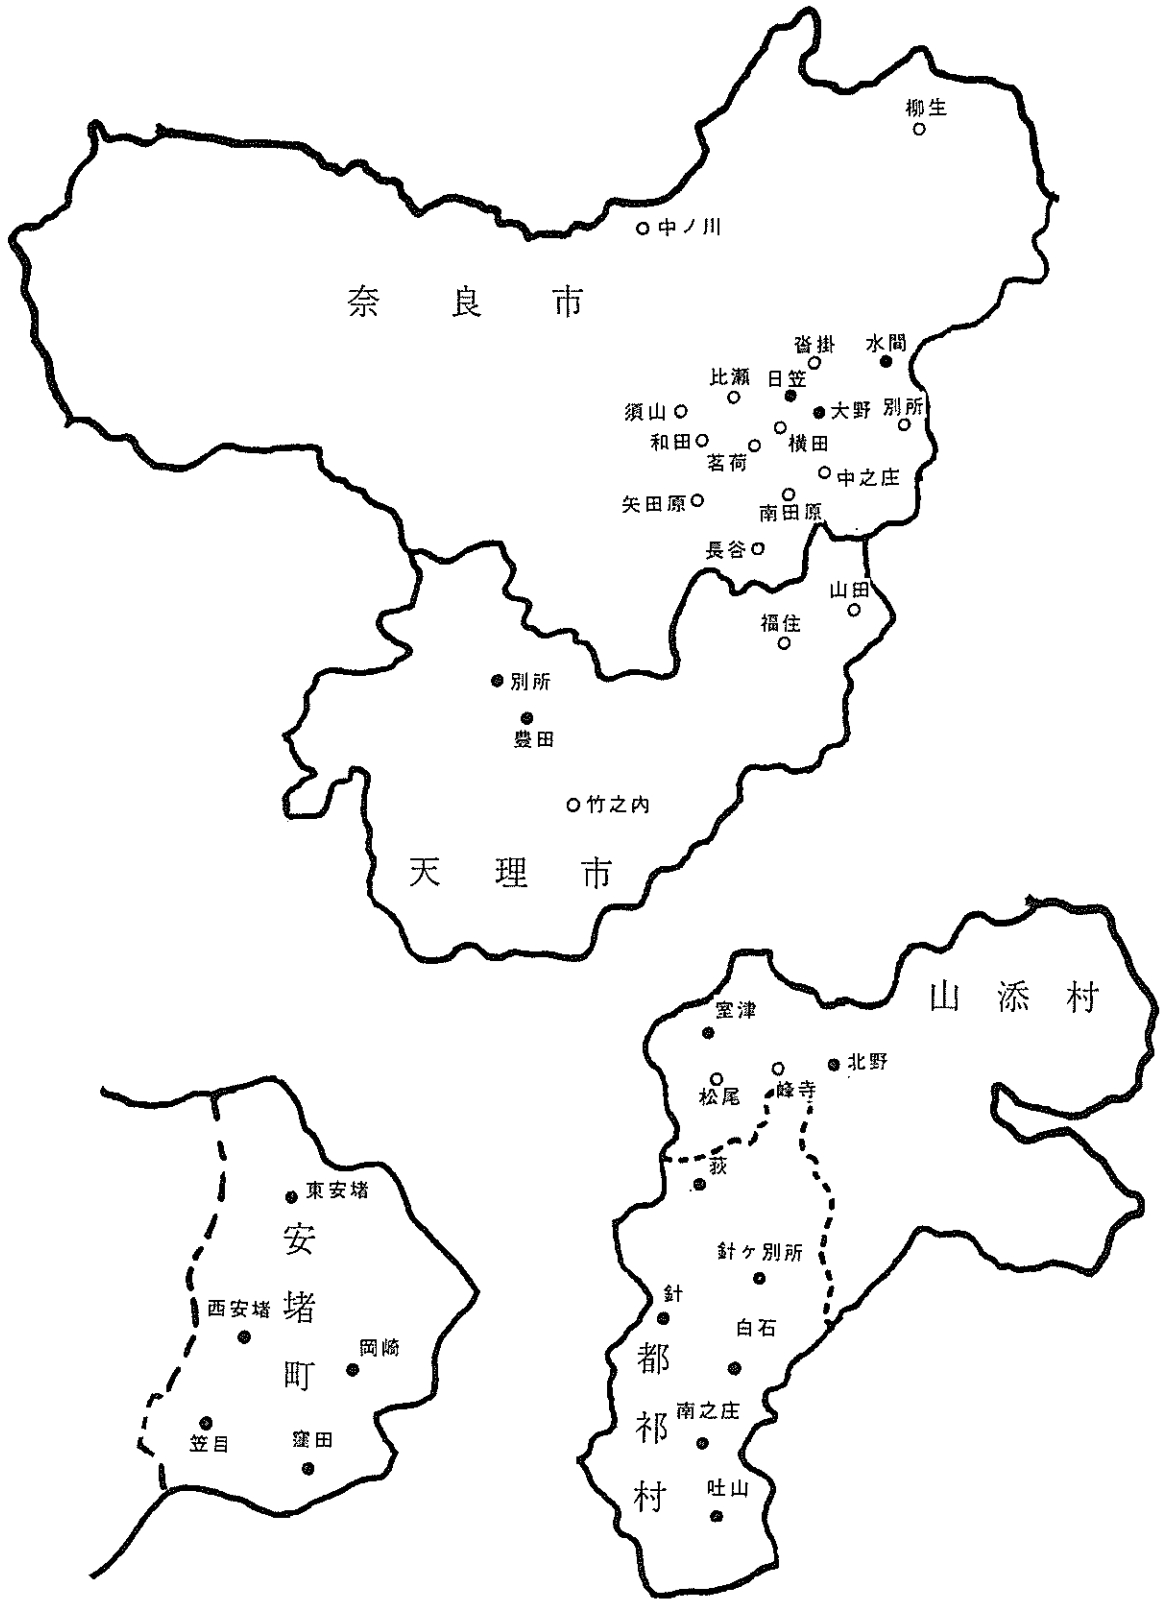 柳生
中ノ川
奈良市
沓掛
水間
比瀬
日笠
須山
大野
別所
和田
横田
茗荷
中之庄
矢田原
南田原
長谷
山田
福住
別所
豊田
竹之内
天理市
山添村
室津
北野
松尾
峰寺
荻
針ヶ別所
針
白石
都祁村
南之庄
吐山
東安堵
安堵町
西安堵
岡崎
笠目
窪田